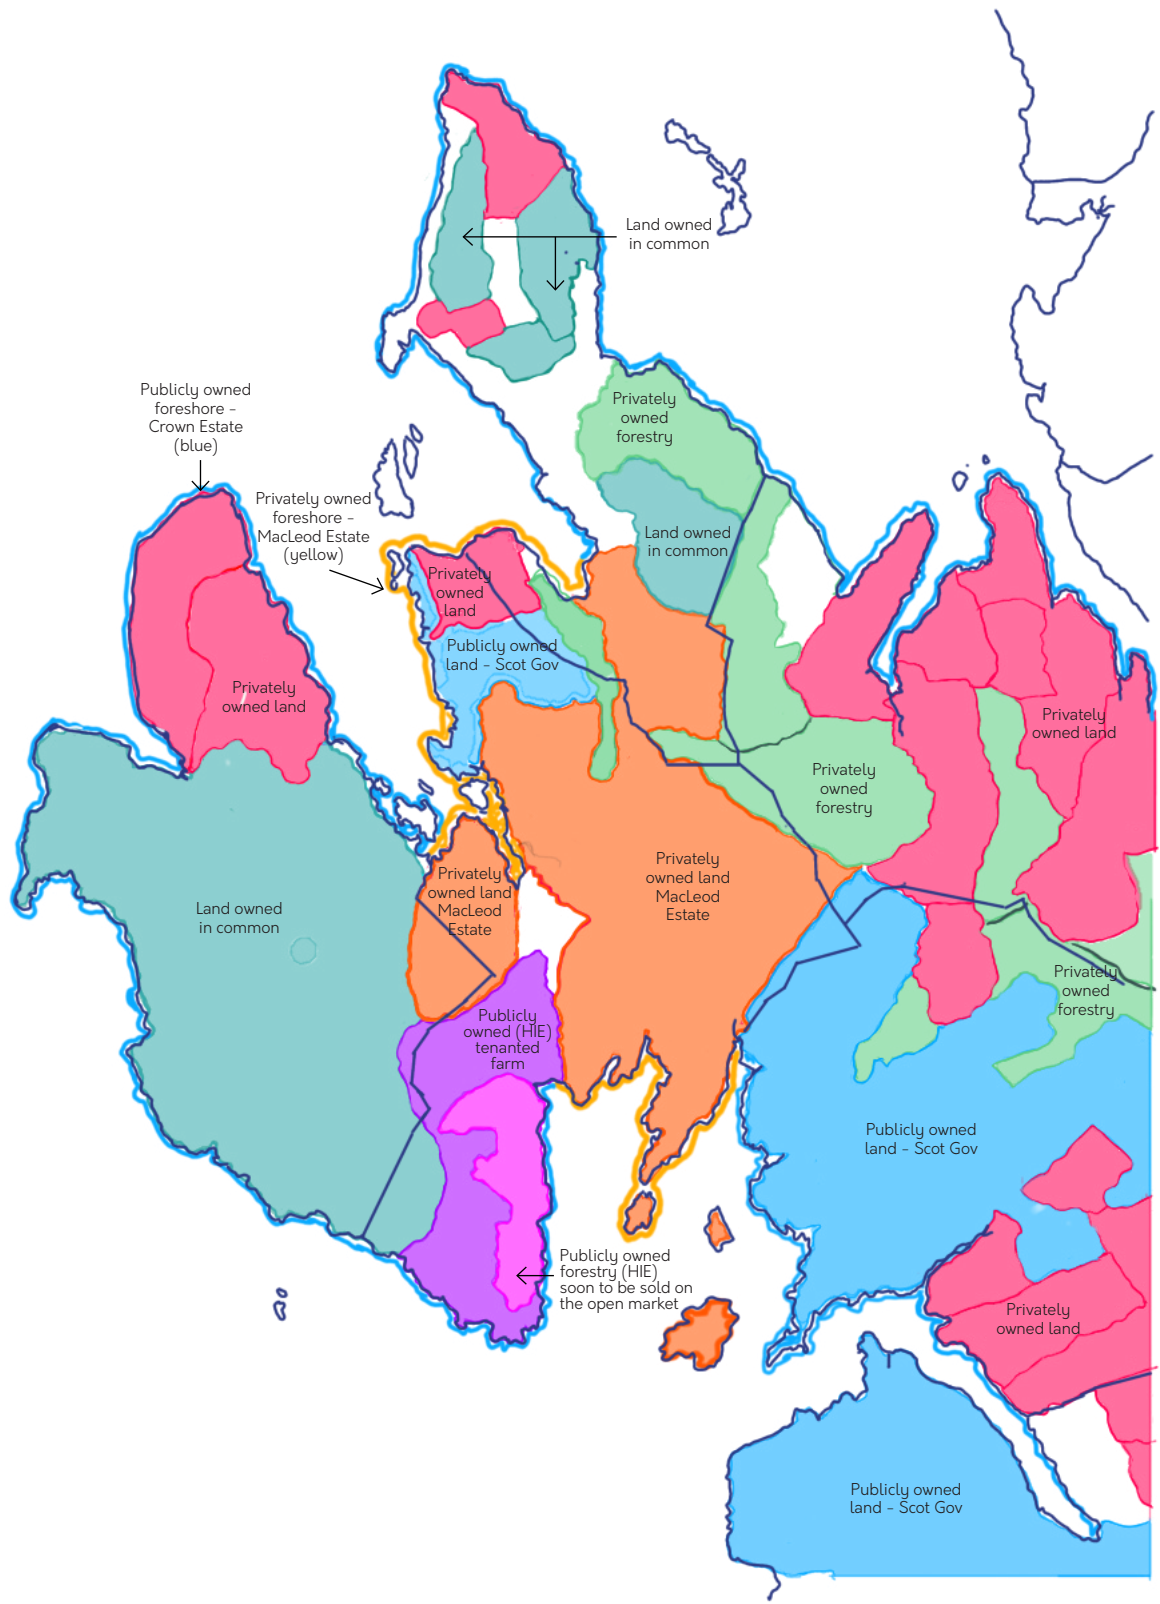 Land owned
in common
Publicly owned
foreshore -
Crown Estate
(blue)
Privately owned
foreshore -
MacLeod Estate
(yellow)
Privately
owned
forestry
Land owned
in common
Privately
owned
land
Publicly owned
land - Scot Gov
Privately
owned land
Privately
owned land
Privately
owned
forestry
Privately
owned land
MacLeod
Estate
Privately
owned land
MacLeod
Estate
Land owned
in common
Privately
owned
forestry
Publicly
owned (HIE)
tenanted
farm
Publicly owned
land - Scot Gov
Publicly owned
forestry (HIE)
soon to be sold on
the open market
Privately
owned land
Publicly owned
land - Scot Gov